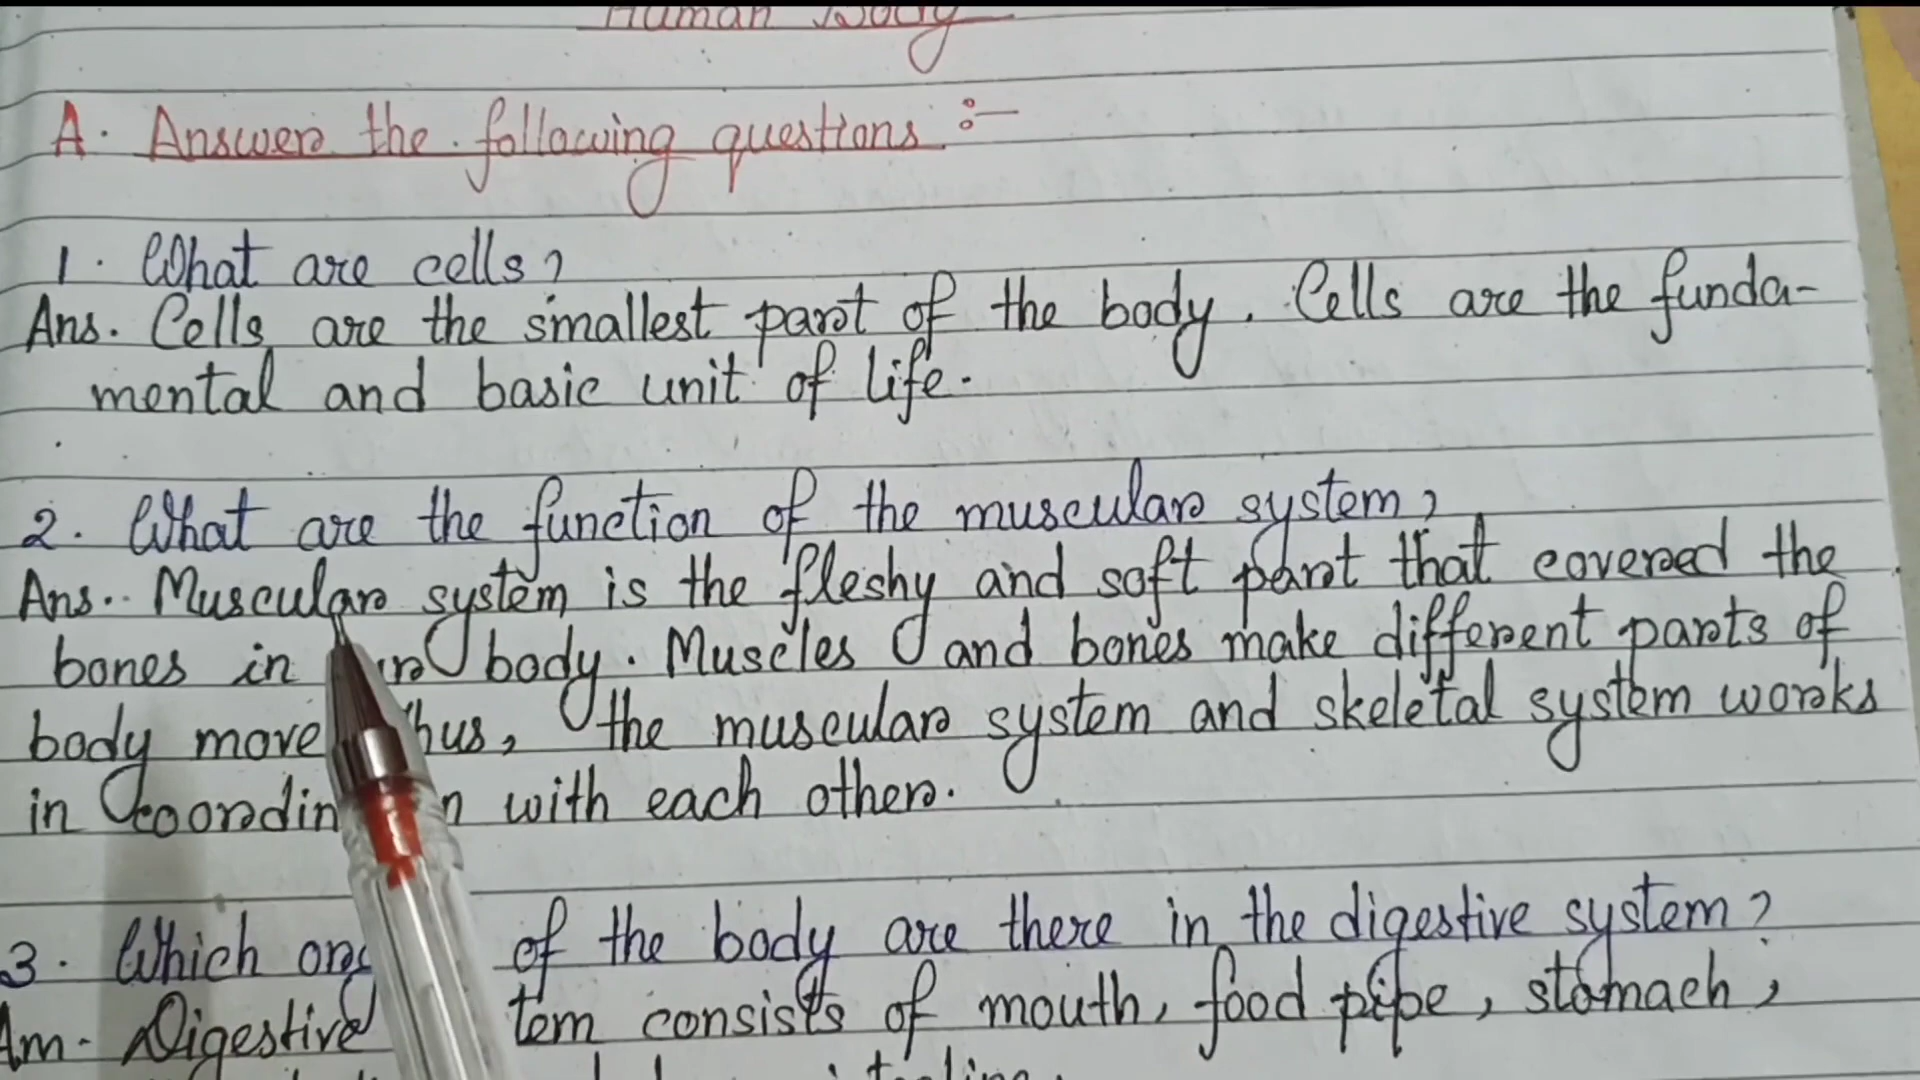 Human Body
A. Answer the following questions :-
1. What are cells?
Ans. Cells are the smallest part of the body. Cells are the funda-
mental and basic unit of life.
2. What are the function of the muscular system?
Ans.. Muscular system is the fleshy and soft part that covered the
bones in body. Muscles and bones make different parts of
body move hus, the muscular system and skeletal system works
in coordin n with each other.
3. Which of the body are there in the digestive system?
Digestive tem consists of mouth, food pipe, stomach,